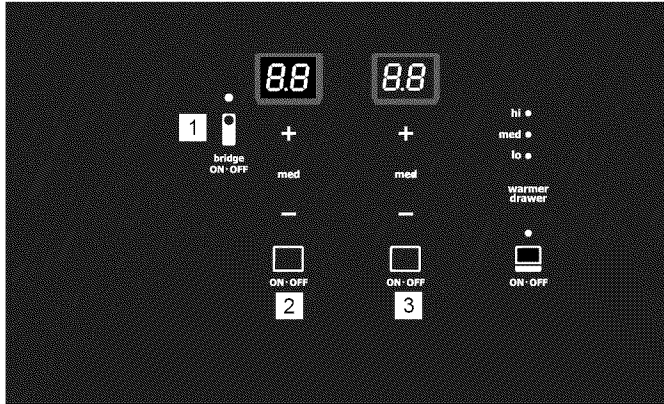 8.8 8.8
hi
med
lo
1
+ +
bridge
ON·OFF
med med
warmer
drawer
− −
ON·OFF ON·OFF ON·OFF
2 3